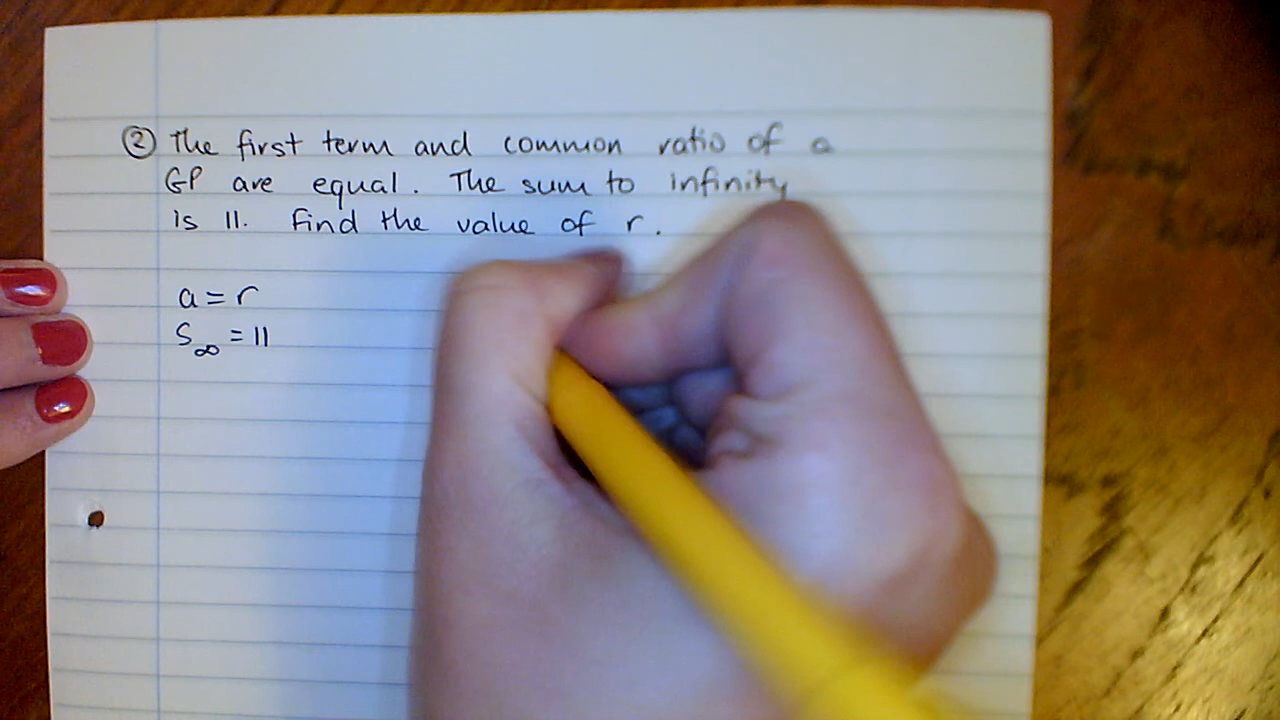 ② The first term and common ratio of a
GP are equal. The sum to infinity
is 11. Find the value of r.
a = r
S∞ = 11